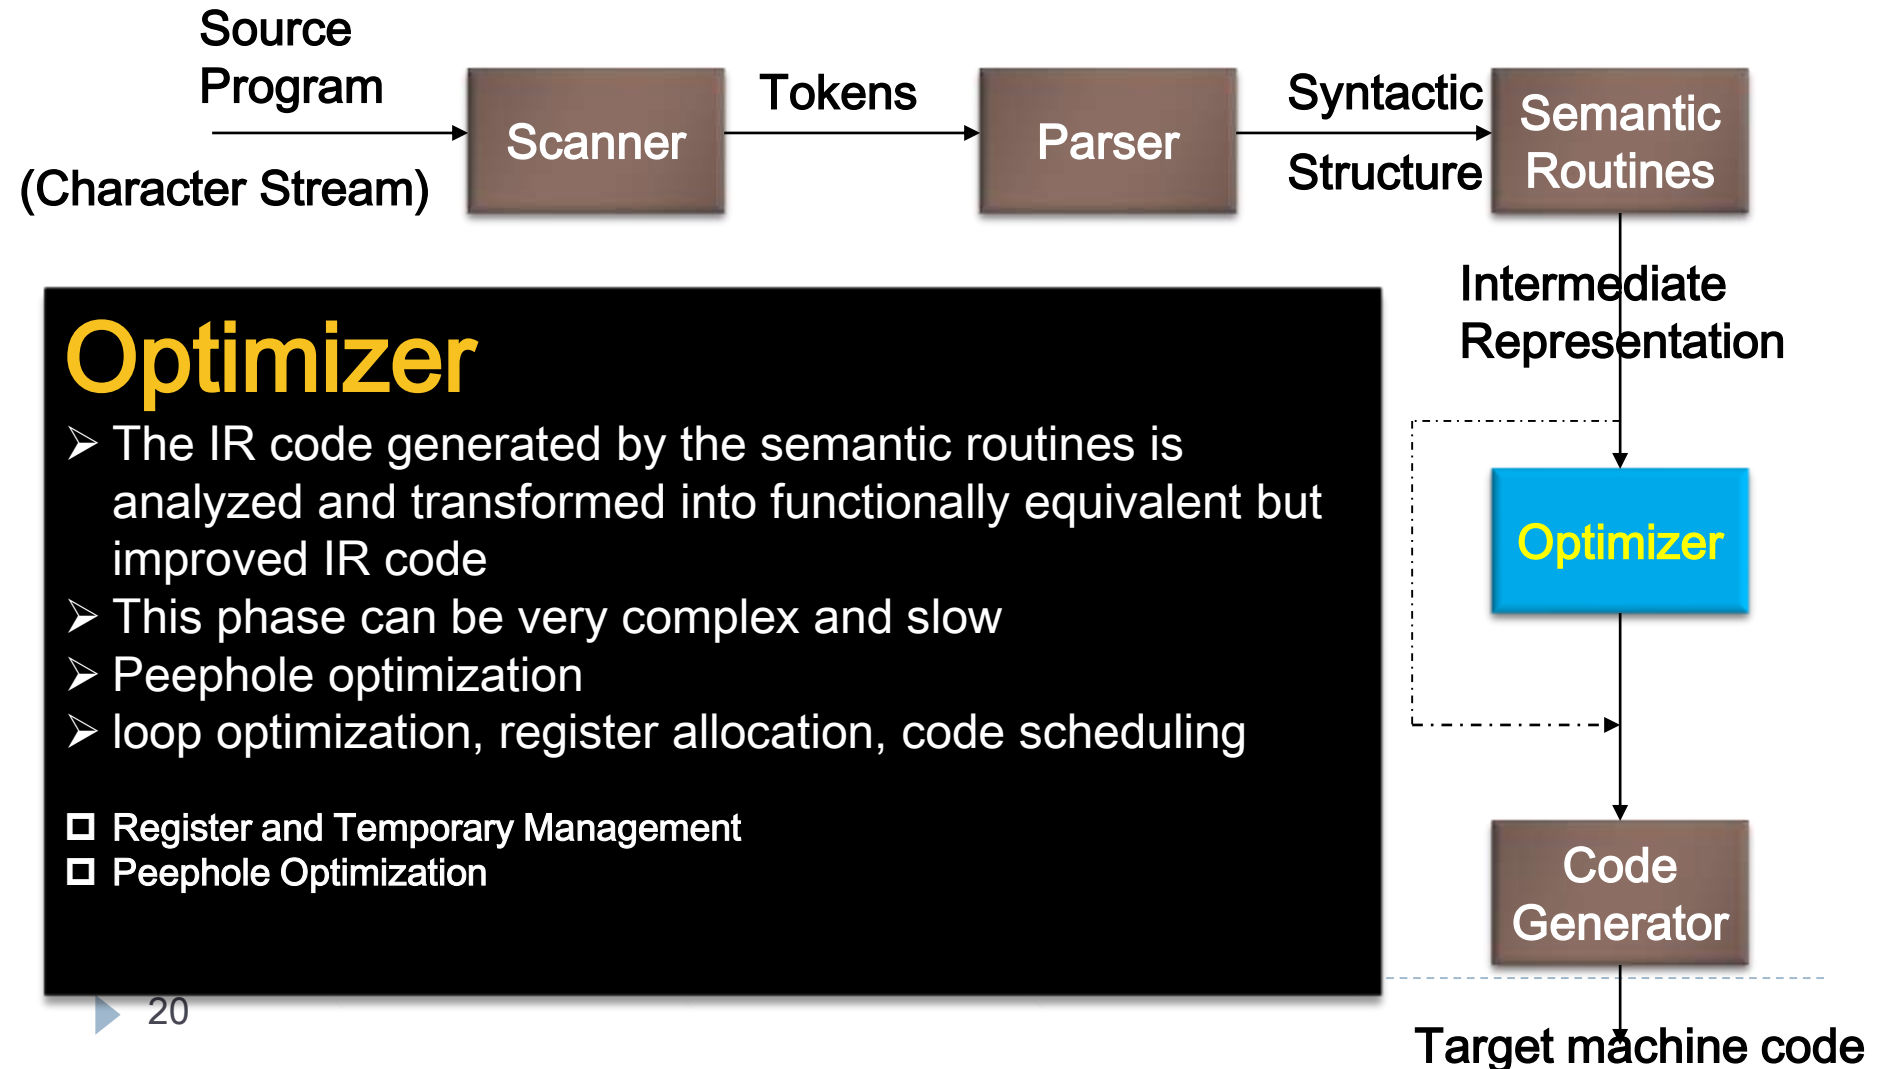 Source
Program
(Character Stream)
Scanner
Tokens
Parser
Syntactic
Structure
Semantic
Routines
Intermediate
Representation
Optimizer
Code
Generator
Target machine code
Optimizer
➢ The IR code generated by the semantic routines is
analyzed and transformed into functionally equivalent but
improved IR code
➢ This phase can be very complex and slow
➢ Peephole optimization
➢ loop optimization, register allocation, code scheduling
❑ Register and Temporary Management
❑ Peephole Optimization
20